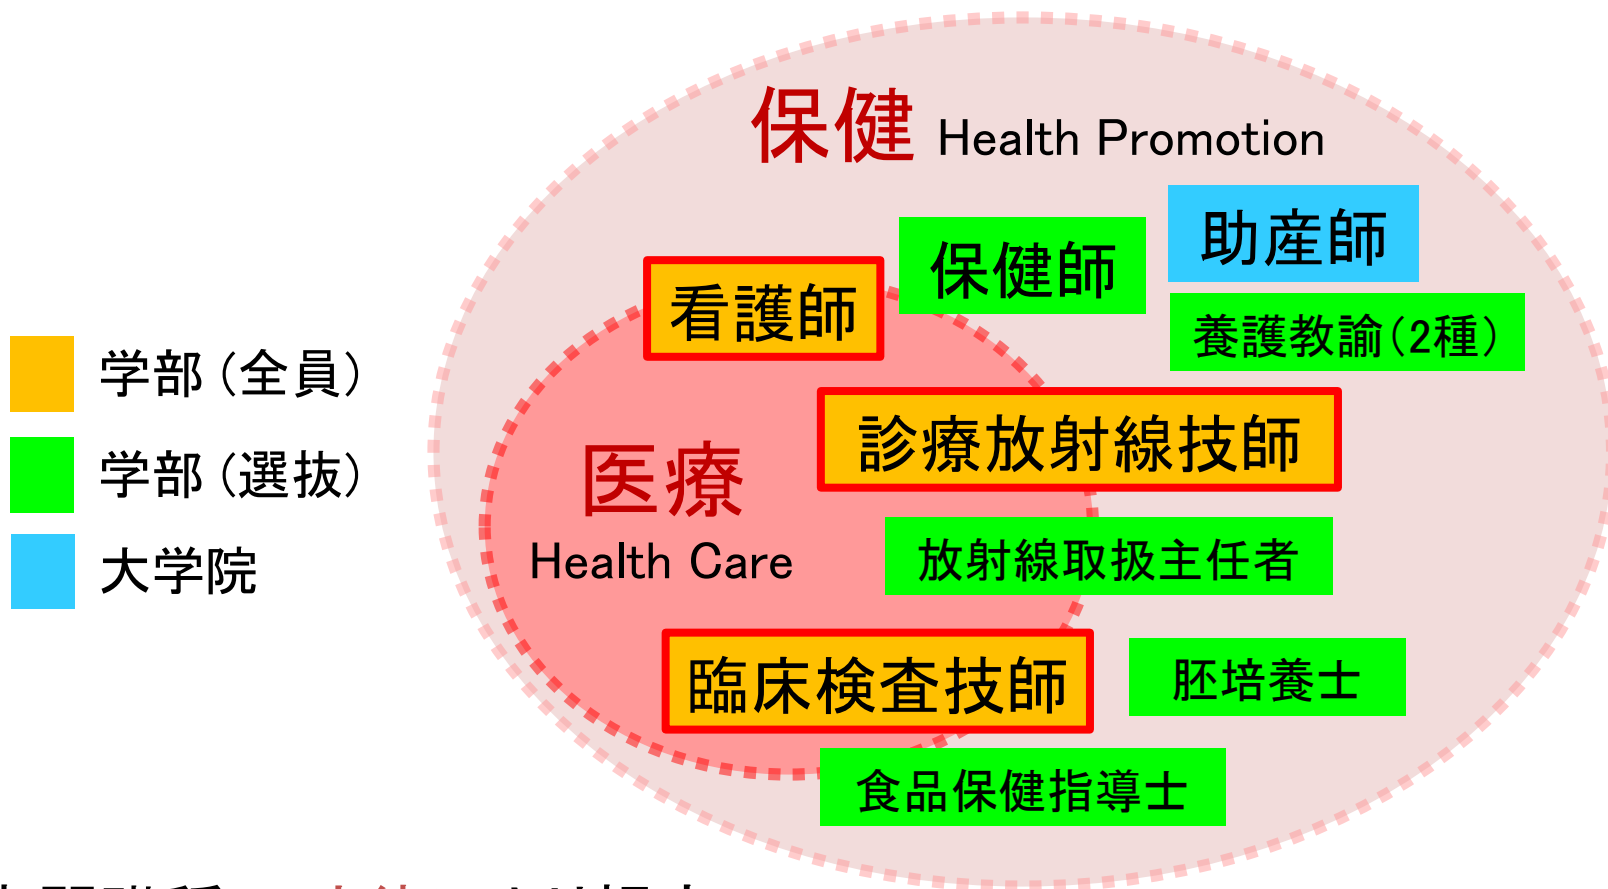 保健 Health Promotion
助産師
保健師
看護師
養護教諭(2種)
学部(全員)
診療放射線技師
学部(選抜)
医療
Health Care
放射線取扱主任者
大学院
臨床検査技師
胚培養士
食品保健指導士